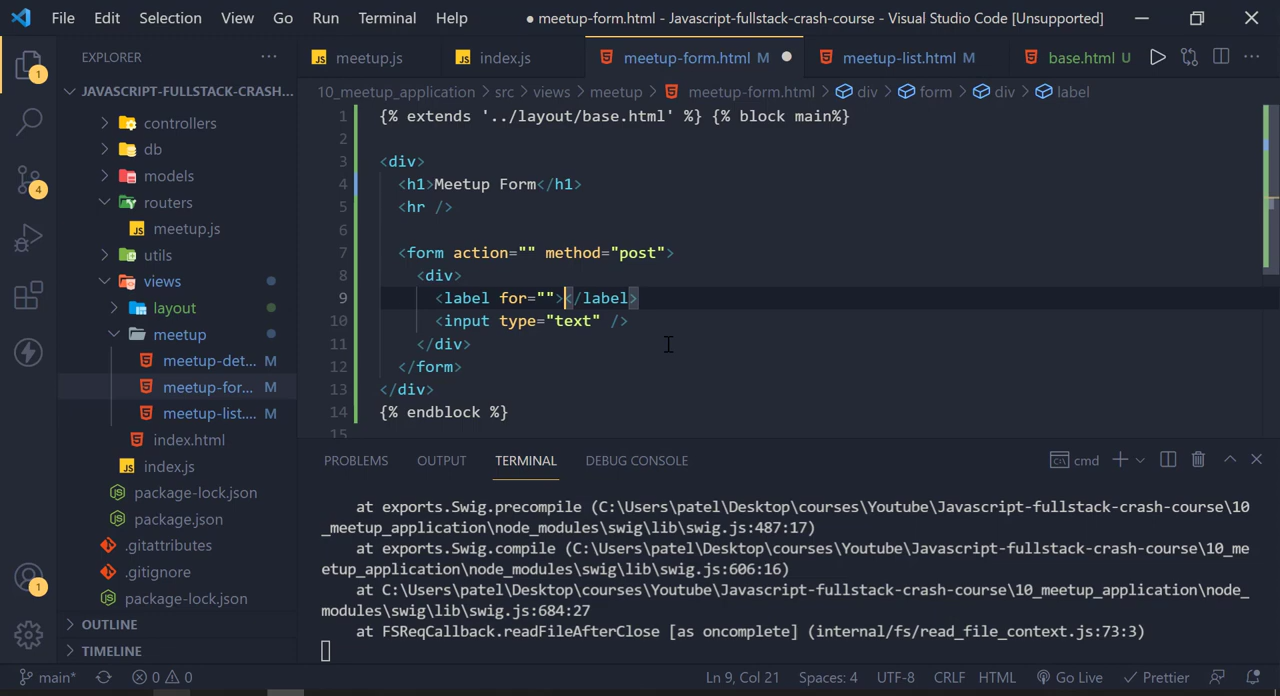 File Edit Selection View Go Run Terminal Help
● meetup-form.html - Javascript-fullstack-crash-course - Visual Studio Code [Unsupported]
EXPLORER
JAVASCRIPT-FULLSTACK-CRASH...
controllers
db
models
routers
JS meetup.js
utils
views
layout
meetup
meetup-det... M
meetup-for... M
meetup-list.... M
index.html
JS index.js
package-lock.json
package.json
.gitattributes
.gitignore
package-lock.json
OUTLINE
TIMELINE
1
4
1
JS meetup.js
JS index.js
meetup-form.html M
meetup-list.html M
base.html U
10_meetup_application > src > views > meetup > meetup-form.html > div > form > div > label
1 {% extends '../layout/base.html' %} {% block main%}
2
3 <div>
4 <h1>Meetup Form</h1>
5 <hr />
6
7 <form action="" method="post">
8 <div>
9 <label for=""></label>
10 <input type="text" />
11 </div>
12 </form>
13 </div>
14 {% endblock %}
15
PROBLEMS OUTPUT TERMINAL DEBUG CONSOLE
cmd
at exports.Swig.precompile (C:\Users\patel\Desktop\courses\Youtube\Javascript-fullstack-crash-course\10
_meetup_application\node_modules\swig\lib\swig.js:487:17)
at exports.Swig.compile (C:\Users\patel\Desktop\courses\Youtube\Javascript-fullstack-crash-course\10_me
etup_application\node_modules\swig\lib\swig.js:606:16)
at C:\Users\patel\Desktop\courses\Youtube\Javascript-fullstack-crash-course\10_meetup_application\node_
modules\swig\lib\swig.js:684:27
at FSReqCallback.readFileAfterClose [as oncomplete] (internal/fs/read_file_context.js:73:3)
main* 0 0 Ln 9, Col 21 Spaces: 4 UTF-8 CRLF HTML Go Live Prettier